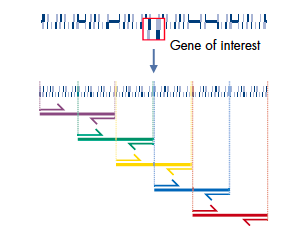 Gene of interest